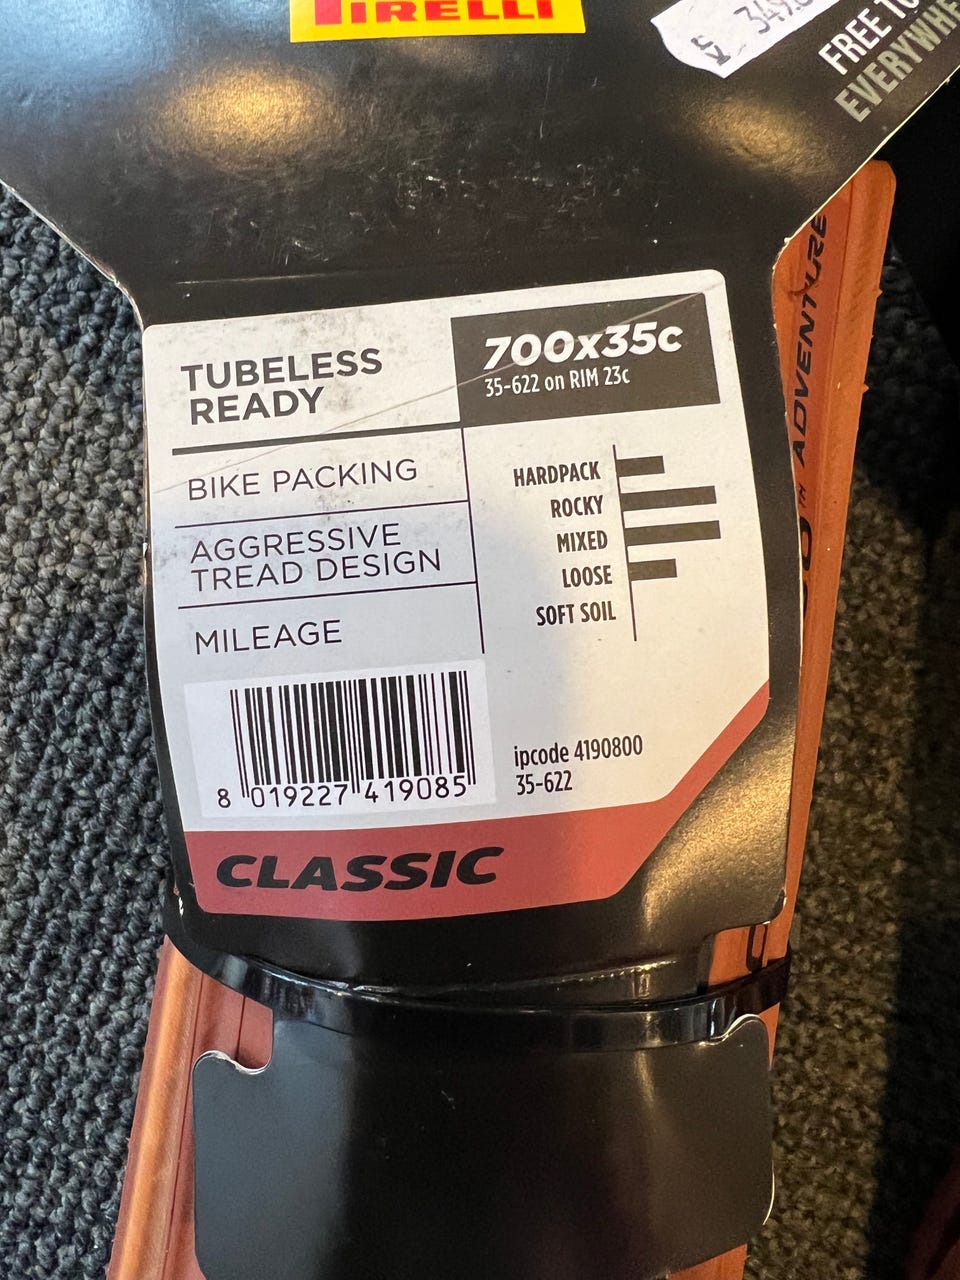 PIRELLI
FREE TO
EVERYWHE
TUBELESS
READY
700x35c
35-622 on RIM 23c
BIKE PACKING
AGGRESSIVE
TREAD DESIGN
MILEAGE
HARDPACK
ROCKY
MIXED
LOOSE
SOFT SOIL
8 019227 419085
ipcode 4190800
35-622
CLASSIC
ADVENTURE